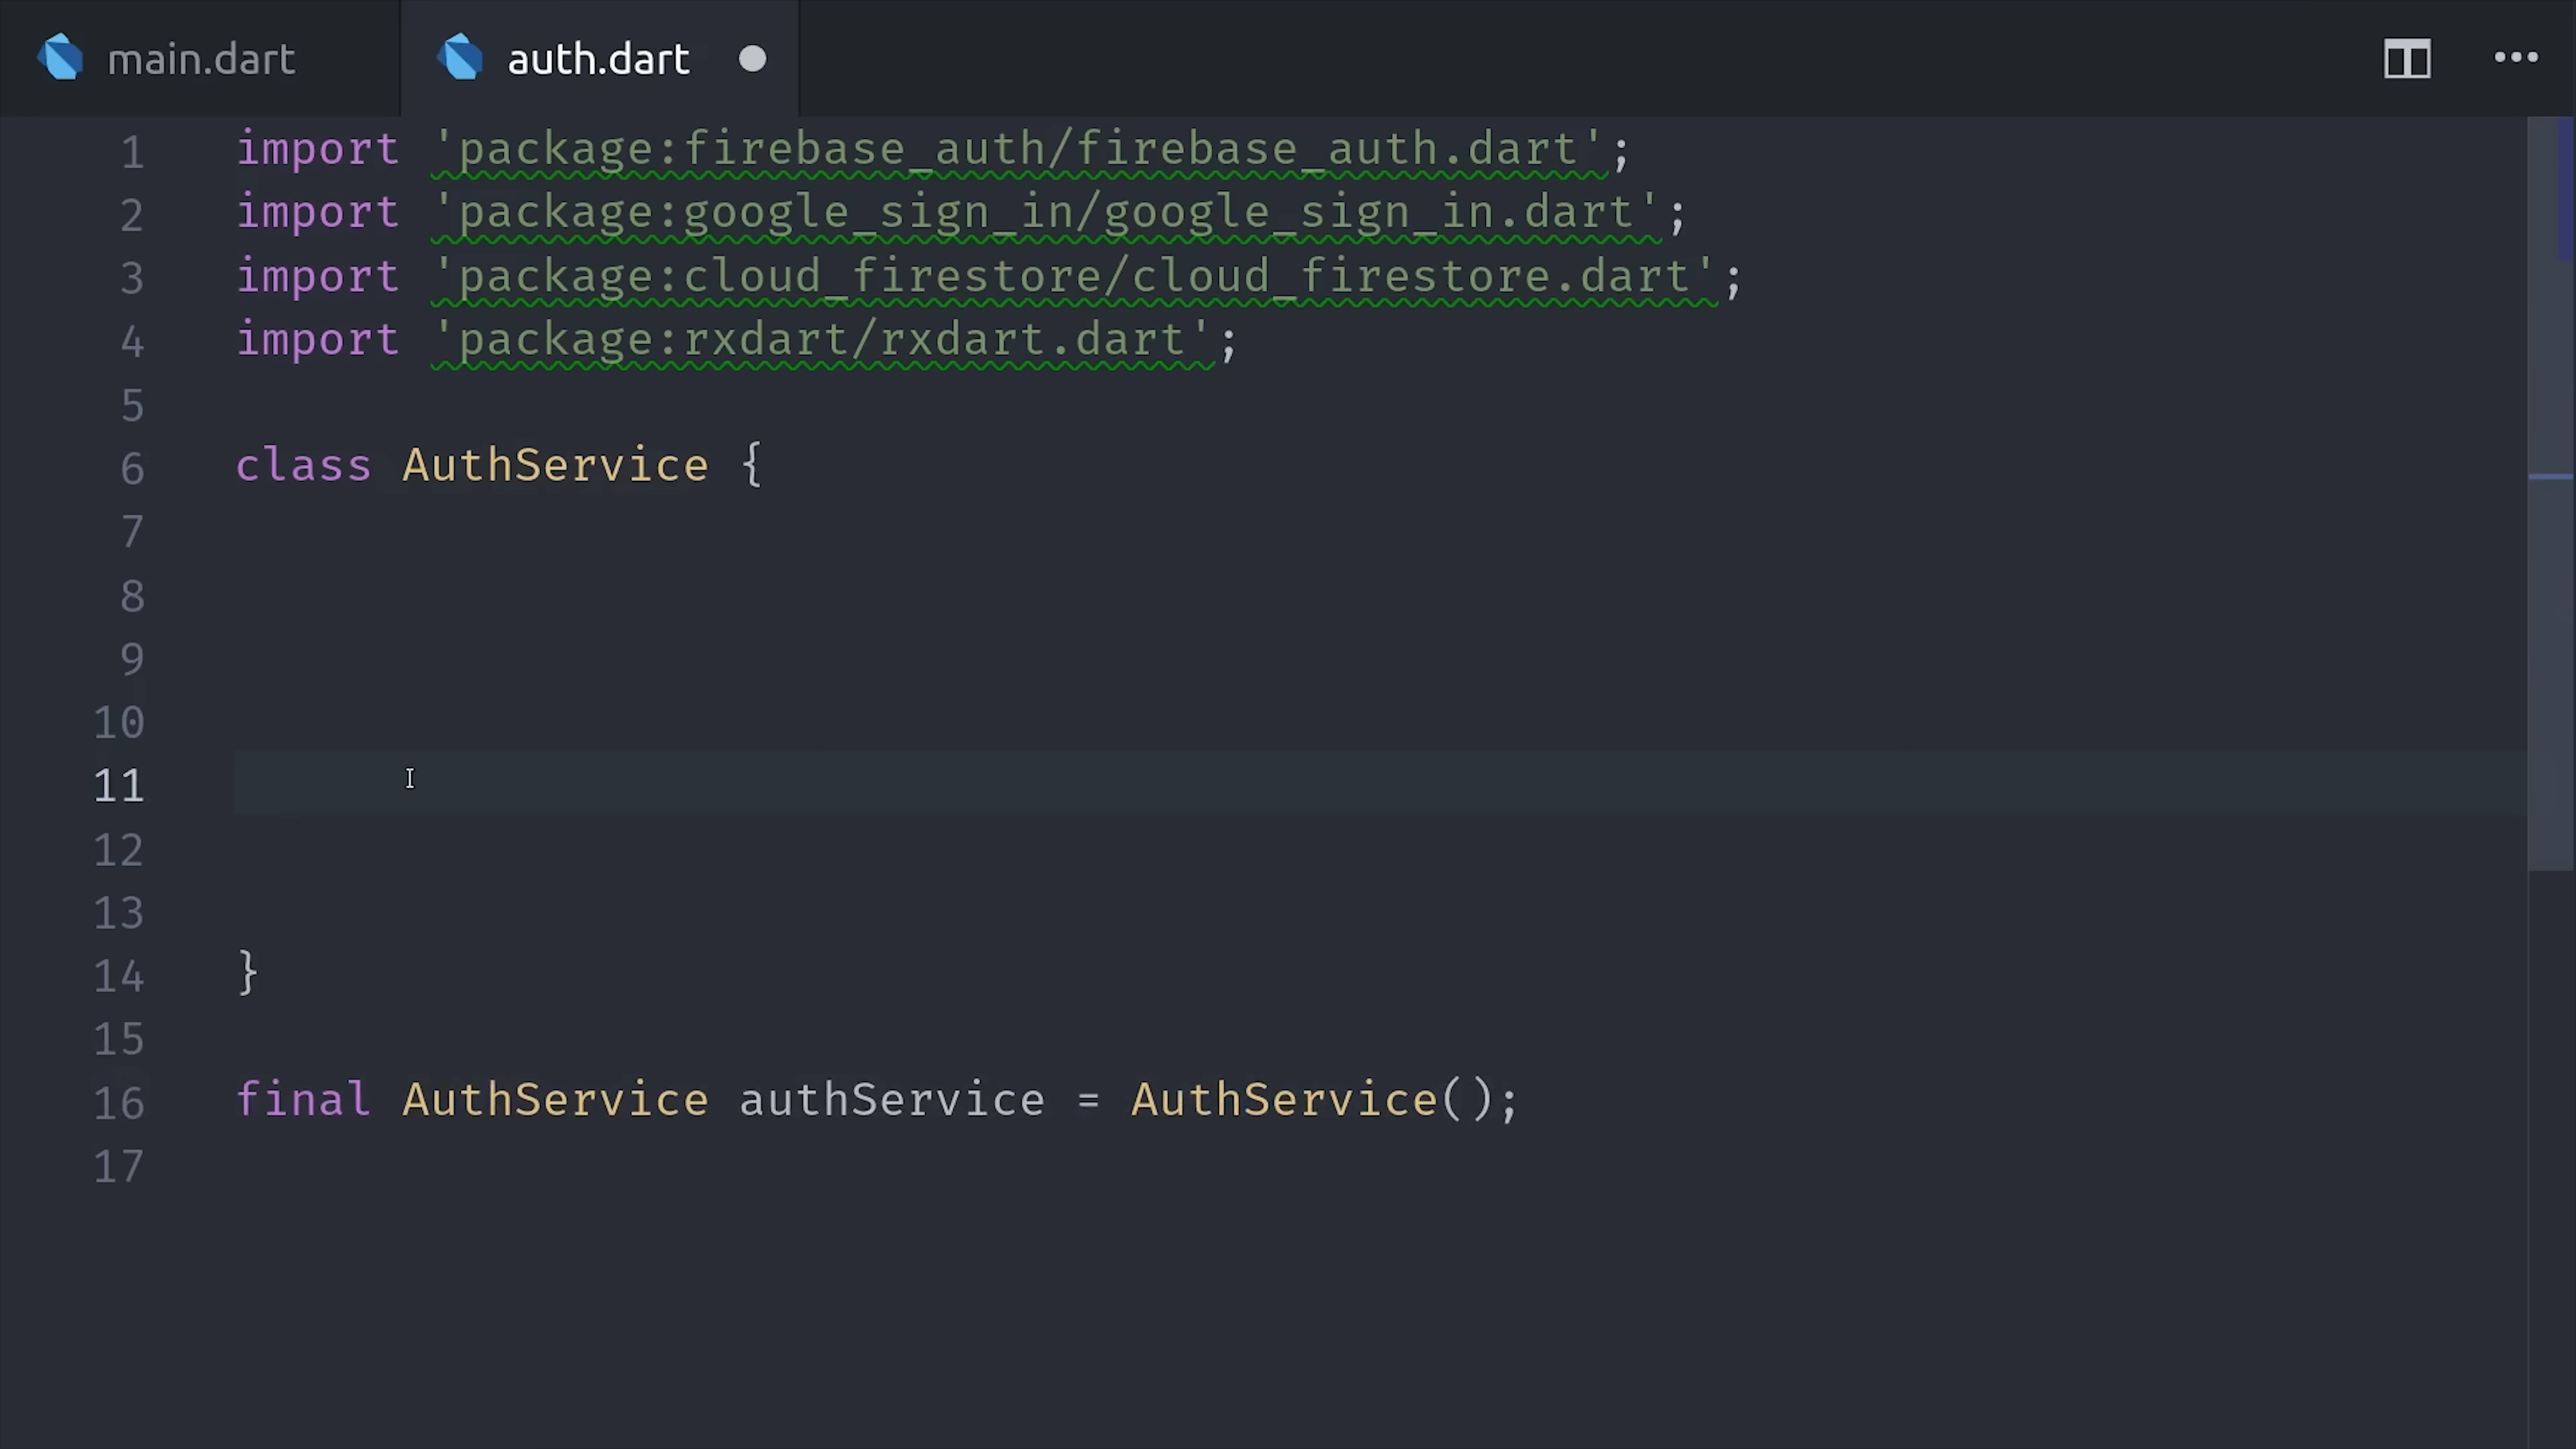 main.dart
auth.dart
1 import 'package:firebase_auth/firebase_auth.dart';
2 import 'package:google_sign_in/google_sign_in.dart';
3 import 'package:cloud_firestore/cloud_firestore.dart';
4 import 'package:rxdart/rxdart.dart';
5
6 class AuthService {
7
8
9
10
11
12
13
14 }
15
16 final AuthService authService = AuthService();
17